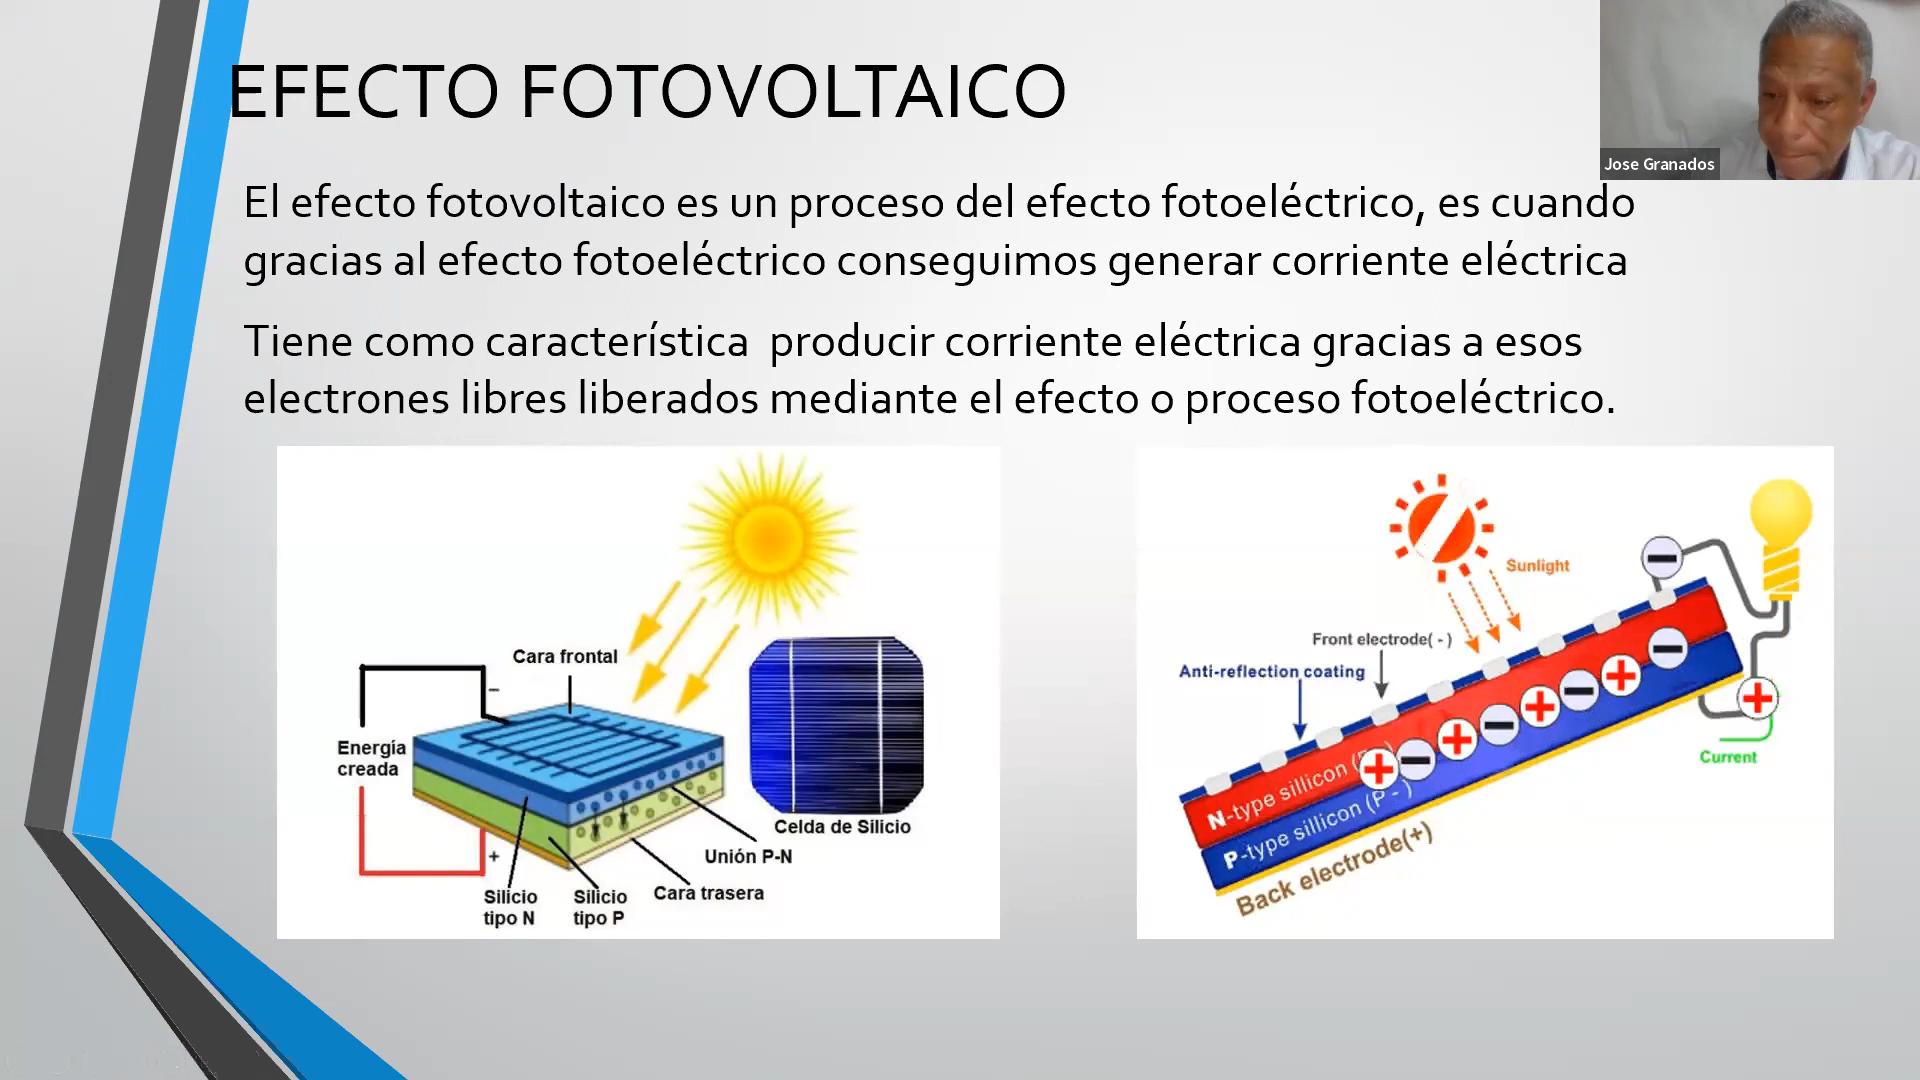 EFECTO FOTOVOLTAICO
Jose Granados
El efecto fotovoltaico es un proceso del efecto fotoeléctrico, es cuando
gracias al efecto fotoeléctrico conseguimos generar corriente eléctrica
Tiene como característica producir corriente eléctrica gracias a esos
electrones libres liberados mediante el efecto o proceso fotoeléctrico.
Cara frontal
−
Energía
creada
+
Celda de Silicio
Unión P-N
Cara trasera
Silicio
tipo N
Silicio
tipo P
Sunlight
Front electrode( - )
Anti-reflection coating
Current
N-type sillicon
P-type sillicon (P - )
Back electrode(+)